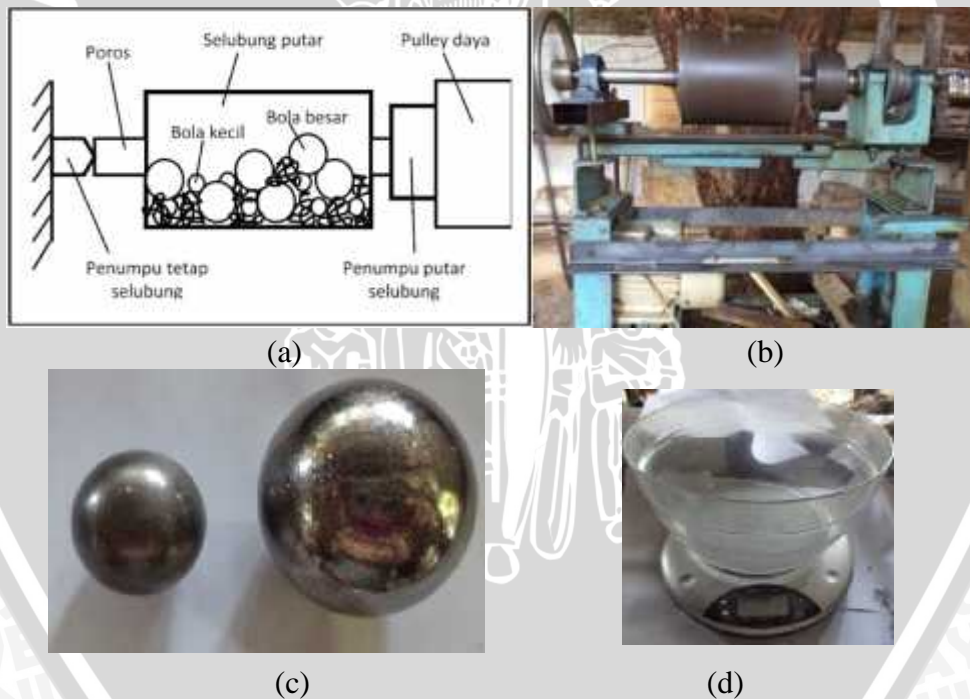 Poros
Selubung putar
Pulley daya
Bola kecil
Bola besar
Penumpu tetap
selubung
Penumpu putar
selubung
(a)
(b)
(c)
(d)